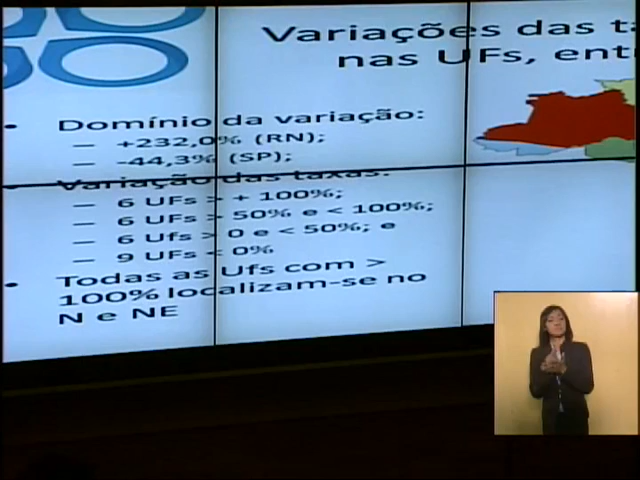 Variações das
nas UFs,
• Domínio da variação:
— +232,0% (RN);
— -44,3% (SP);
• Variação das taxas:
— 6 UFs > + 100%;
— 6 UFs > 50% e < 100%;
— 6 Ufs > 0 e < 50%; e
— 9 UFs < 0%
• Todas as Ufs com >
100% localizam-se no
N e NE